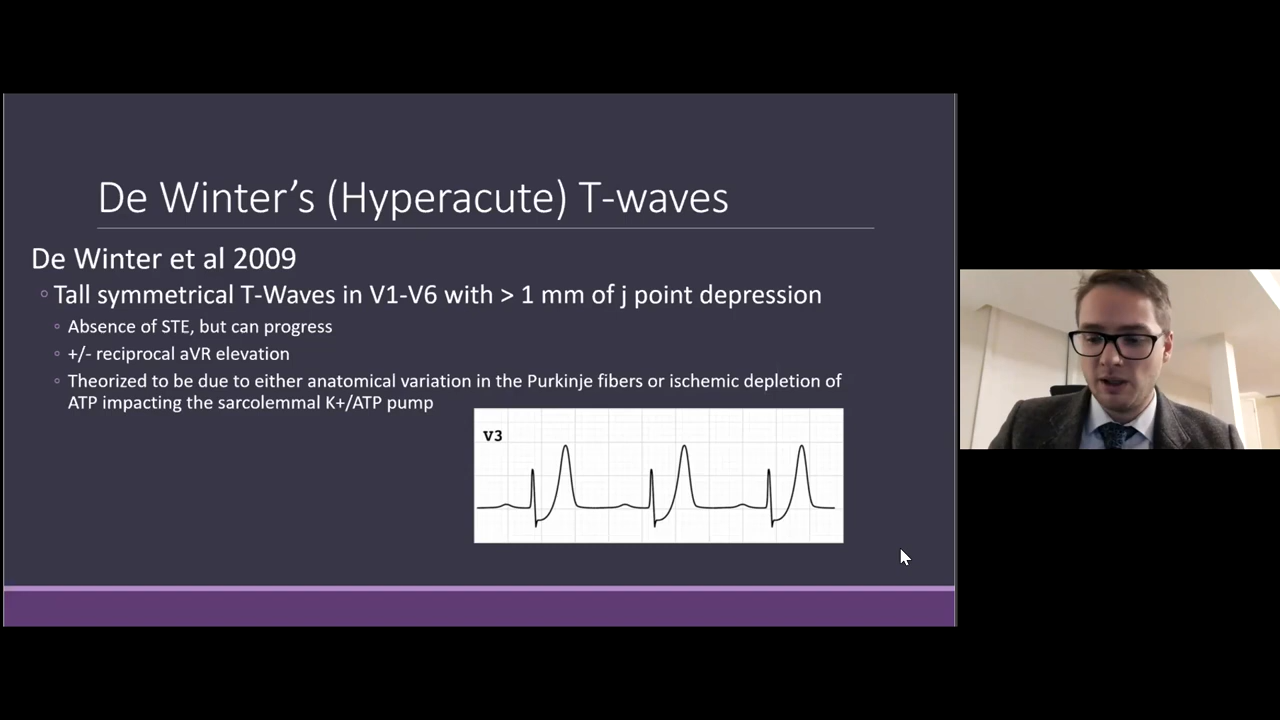 De Winter’s (Hyperacute) T-waves
De Winter et al 2009
Tall symmetrical T-Waves in V1-V6 with > 1 mm of j point depression
Absence of STE, but can progress
+/- reciprocal aVR elevation
Theorized to be due to either anatomical variation in the Purkinje fibers or ischemic depletion of
ATP impacting the sarcolemmal K+/ATP pump
V3